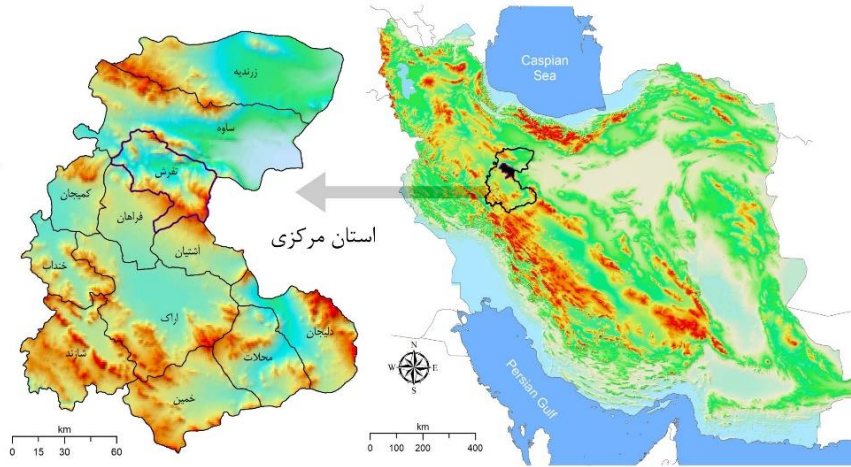 زرندیه
ساوه
تفرش
کمیجان
فراهان
آشتیان
خنداب
اراک
دلیجان
محلات
شازند
خمین
استان مرکزی
km
0 15 30 60
Caspian
Sea
Persian Gulf
N
W E
S
km
0 100 200 400